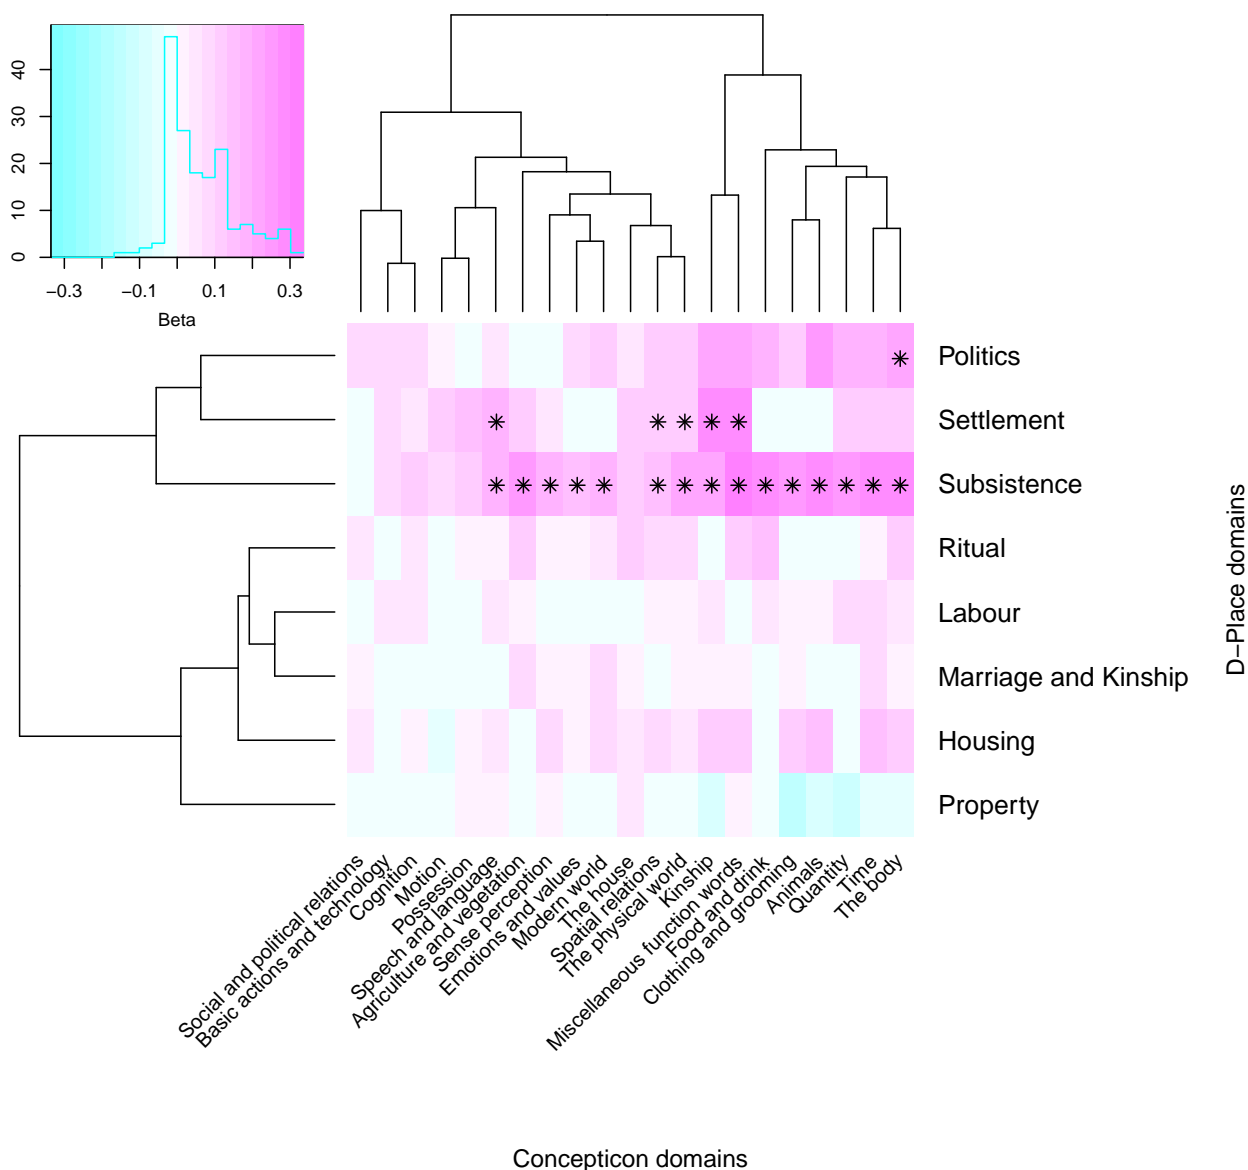 40
30
20
10
0
−0.3
−0.1
0.1
0.3
Beta
Politics
Settlement
Subsistence
Ritual
Labour
Marriage and Kinship
Housing
Property
D−Place domains
Social and political relations
Basic actions and technology
Cognition
Motion
Possession
Speech and language
Agriculture and vegetation
Sense perception
Emotions and values
Modern world
The house
Spatial relations
The physical world
Kinship
Miscellaneous function words
Food and drink
Clothing and grooming
Animals
Quantity
Time
The body
Concepticon domains